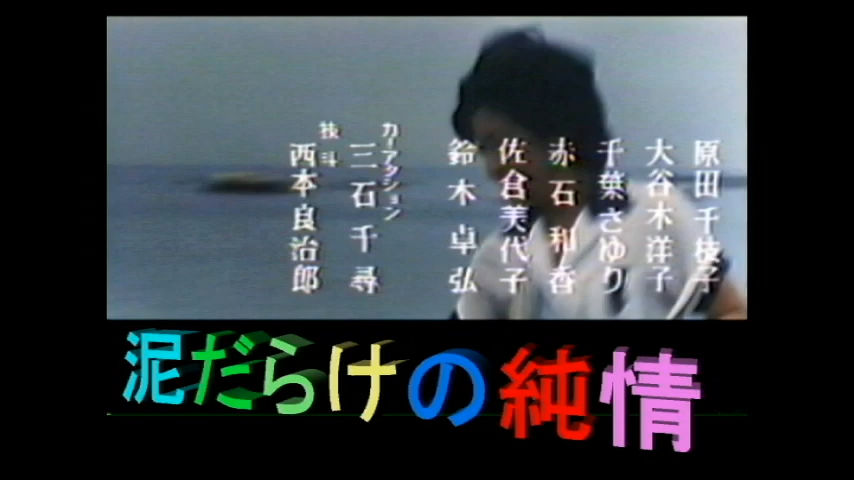 原田千枝子
大谷木洋子
千葉さゆり
赤石和香
佐倉美代子
鈴木卓弘
カーアクション
三石千尋
技斗
西本良治郎
泥だらけの純情